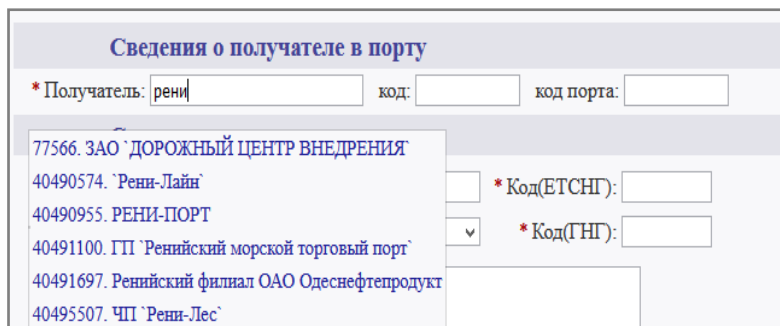 Сведения о получателе в порту
* Получатель: рени код: код порта:
77566. ЗАО `ДОРОЖНЫЙ ЦЕНТР ВНЕДРЕНИЯ`
40490574. `Рени-Лайн`
* Код(ЕТСНГ):
40490955. РЕНИ-ПОРТ
* Код(ГНГ):
40491100. ГП `Ренийский морской торговый порт`
40491697. Ренийский филиал ОАО Одеснефтепродукт
40495507. ЧП `Рени-Лес`